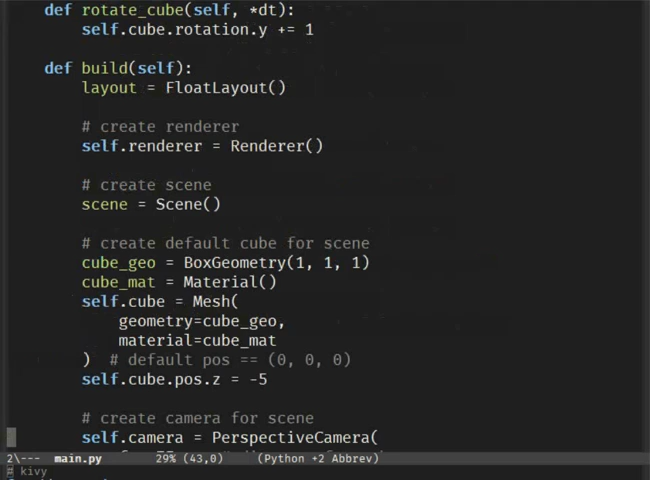 def rotate_cube(self, *dt):
self.cube.rotation.y += 1
def build(self):
layout = FloatLayout()
# create renderer
self.renderer = Renderer()
# create scene
scene = Scene()
# create default cube for scene
cube_geo = BoxGeometry(1, 1, 1)
cube_mat = Material()
self.cube = Mesh(
geometry=cube_geo,
material=cube_mat
)  # default pos == (0, 0, 0)
self.cube.pos.z = -5
# create camera for scene
self.camera = PerspectiveCamera(
2\--- main.py 29% (43,0) (Python +2 Abbrev)
# kivy